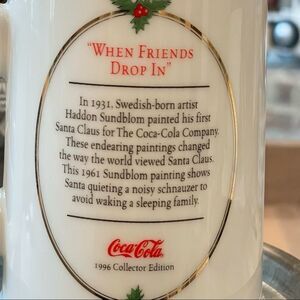 "WHEN FRIENDS
DROP IN"
In 1931, Swedish-born artist
Haddon Sundblom painted his first
Santa Claus for The Coca-Cola Company.
These endearing paintings changed
the way the world viewed Santa Claus.
This 1961 Sundblom painting shows
Santa quieting a noisy schnauzer to
avoid waking a sleeping family.
Coca-Cola
1996 Collector Edition